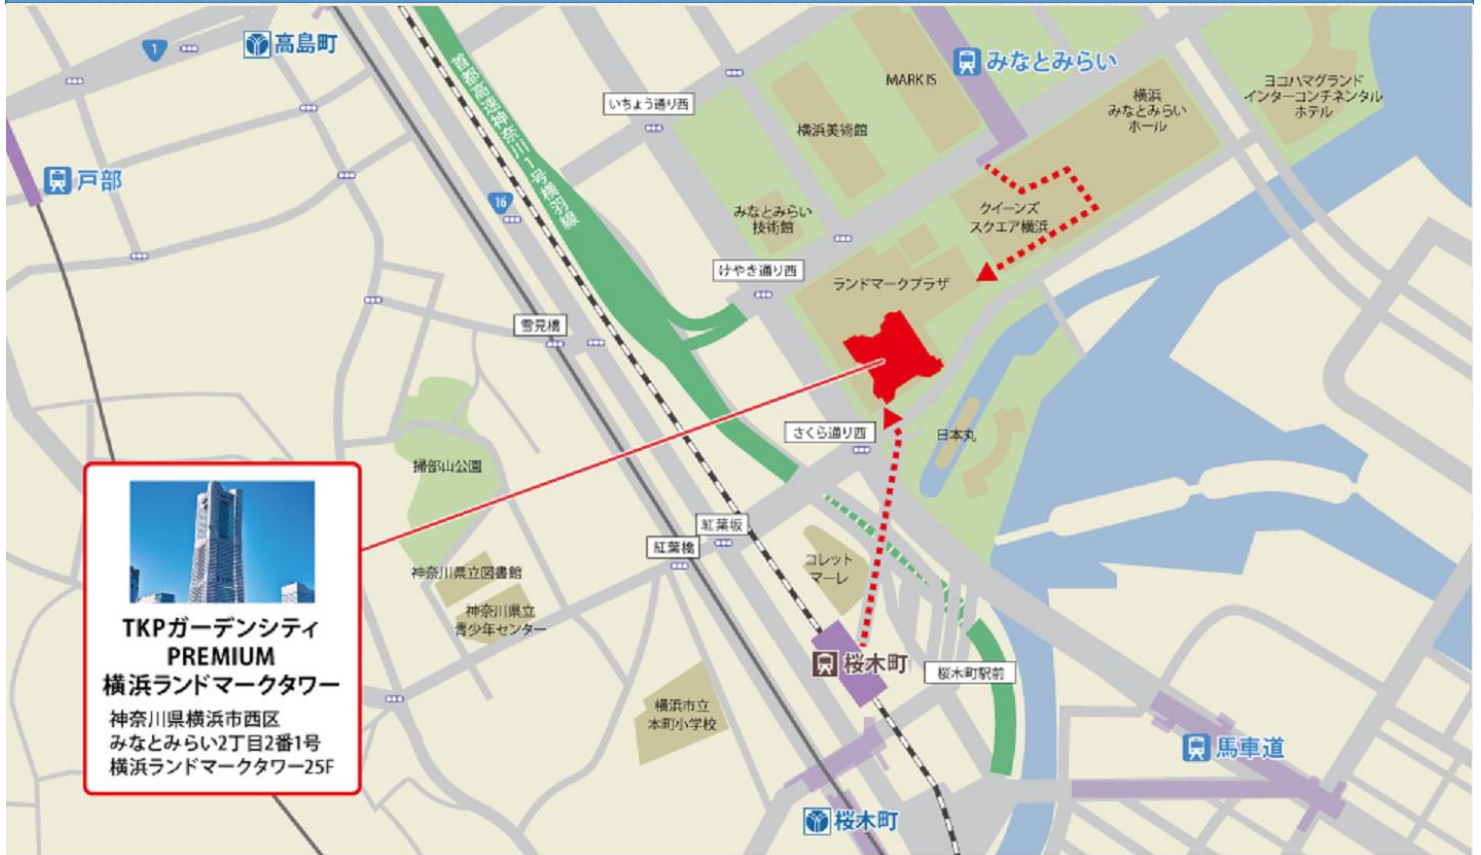 1
高島町
戸部
首都高速神奈川1号横羽線
16
いちょう通り西
MARK IS
みなとみらい
横浜美術館
横浜
みなとみらい
ホール
ヨコハマグランド
インターコンチネンタル
ホテル
みなとみらい
技術館
クイーンズ
スクエア横浜
けやき通り西
ランドマークプラザ
雪見橋
さくら通り西
日本丸
掃部山公園
紅葉坂
紅葉橋
コレット
マーレ
神奈川県立図書館
神奈川県立
青少年センター
桜木町
桜木町駅前
横浜市立
本町小学校
馬車道
桜木町
TKPガーデンシティ
PREMIUM
横浜ランドマークタワー
神奈川県横浜市西区
みなとみらい2丁目2番1号
横浜ランドマークタワー25F